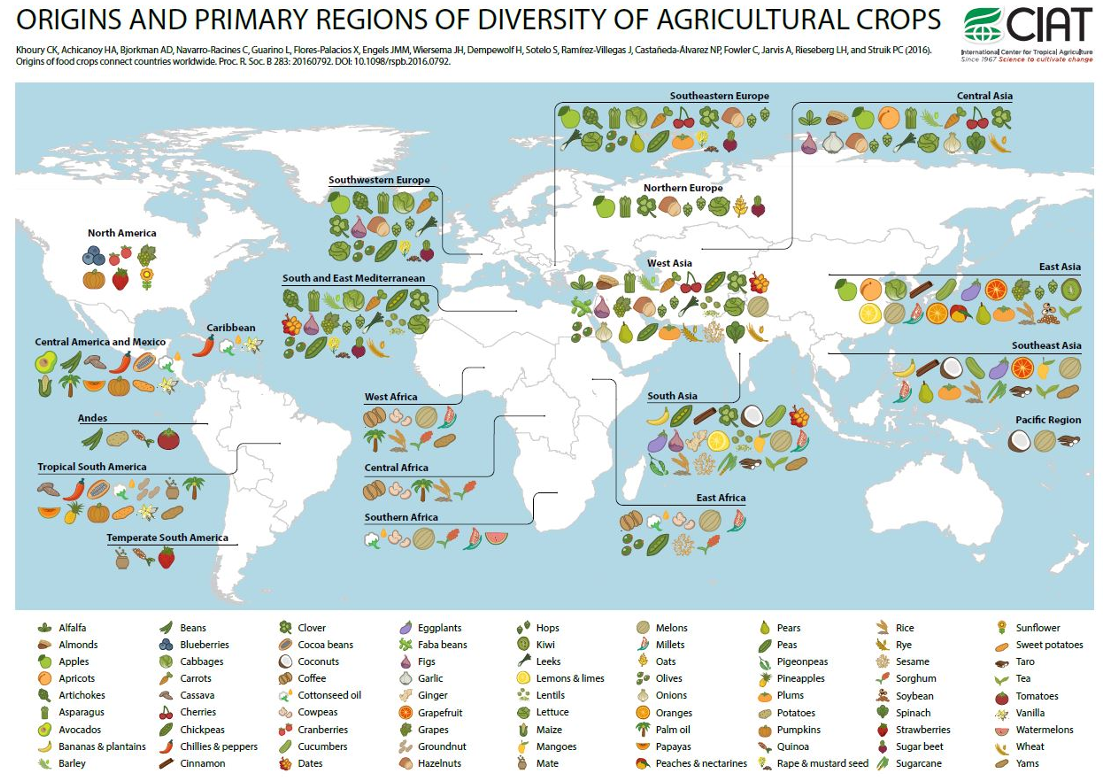 ORIGINS AND PRIMARY REGIONS OF DIVERSITY OF AGRICULTURAL CROPS
CIAT
International Center for Tropical Agriculture
Since 1967 Science to cultivate change
Khoury CK, Achicanoy HA, Bjorkman AD, Navarro-Racines C, Guarino L, Flores-Palacios X, Engels JMM, Wiersema JH, Dempewolf H, Sotelo S, Ramírez-Villegas J, Castañeda-Álvarez NP, Fowler C, Jarvis A, Rieseberg LH, and Struik PC (2016).
Origins of food crops connect countries worldwide. Proc. R. Soc. B 283: 20160792. DOI: 10.1098/rspb.2016.0792.
Southeastern Europe
Central Asia
Southwestern Europe
Northern Europe
North America
West Asia
East Asia
South and East Mediterranean
Caribbean
Central America and Mexico
Southeast Asia
West Africa
South Asia
Andes
Pacific Region
Tropical South America
Central Africa
East Africa
Southern Africa
Temperate South America
Alfalfa
Almonds
Apples
Apricots
Artichokes
Asparagus
Avocados
Bananas & plantains
Barley
Beans
Blueberries
Cabbages
Carrots
Cassava
Cherries
Chickpeas
Chillies & peppers
Cinnamon
Clover
Cocoa beans
Coconuts
Coffee
Cottonseed oil
Cowpeas
Cranberries
Cucumbers
Dates
Eggplants
Faba beans
Figs
Garlic
Ginger
Grapefruit
Grapes
Groundnut
Hazelnuts
Hops
Kiwi
Leeks
Lemons & limes
Lentils
Lettuce
Maize
Mangoes
Mate
Melons
Millets
Oats
Olives
Onions
Oranges
Palm oil
Papayas
Peaches & nectarines
Pears
Peas
Pigeonpeas
Pineapples
Plums
Potatoes
Pumpkins
Quinoa
Rape & mustard seed
Rice
Rye
Sesame
Sorghum
Soybean
Spinach
Strawberries
Sugar beet
Sugarcane
Sunflower
Sweet potatoes
Taro
Tea
Tomatoes
Vanilla
Watermelons
Wheat
Yams